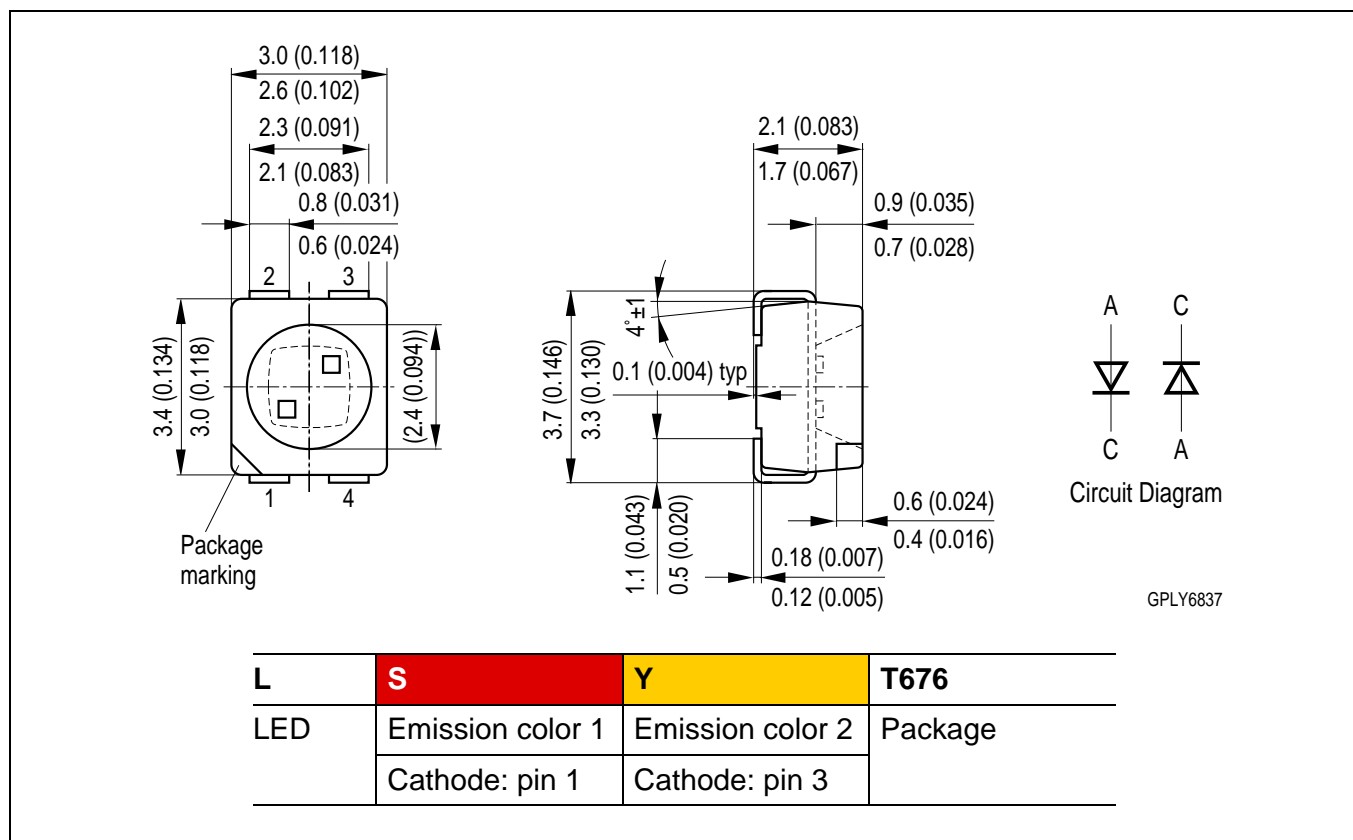 3.0 (0.118)
2.6 (0.102)
2.3 (0.091)
2.1 (0.083)
0.8 (0.031)
0.6 (0.024)
2 3
3.4 (0.134)
3.0 (0.118)
(2.4 (0.094))
1 4
Package
marking
2.1 (0.083)
1.7 (0.067)
0.9 (0.035)
0.7 (0.028)
4°±1
0.1 (0.004) typ
3.7 (0.146)
3.3 (0.130)
1.1 (0.043)
0.5 (0.020)
0.6 (0.024)
0.4 (0.016)
0.18 (0.007)
0.12 (0.005)
A C
C A
Circuit Diagram
GPLY6837
L S Y T676
LED Emission color 1 Emission color 2 Package
Cathode: pin 1 Cathode: pin 3